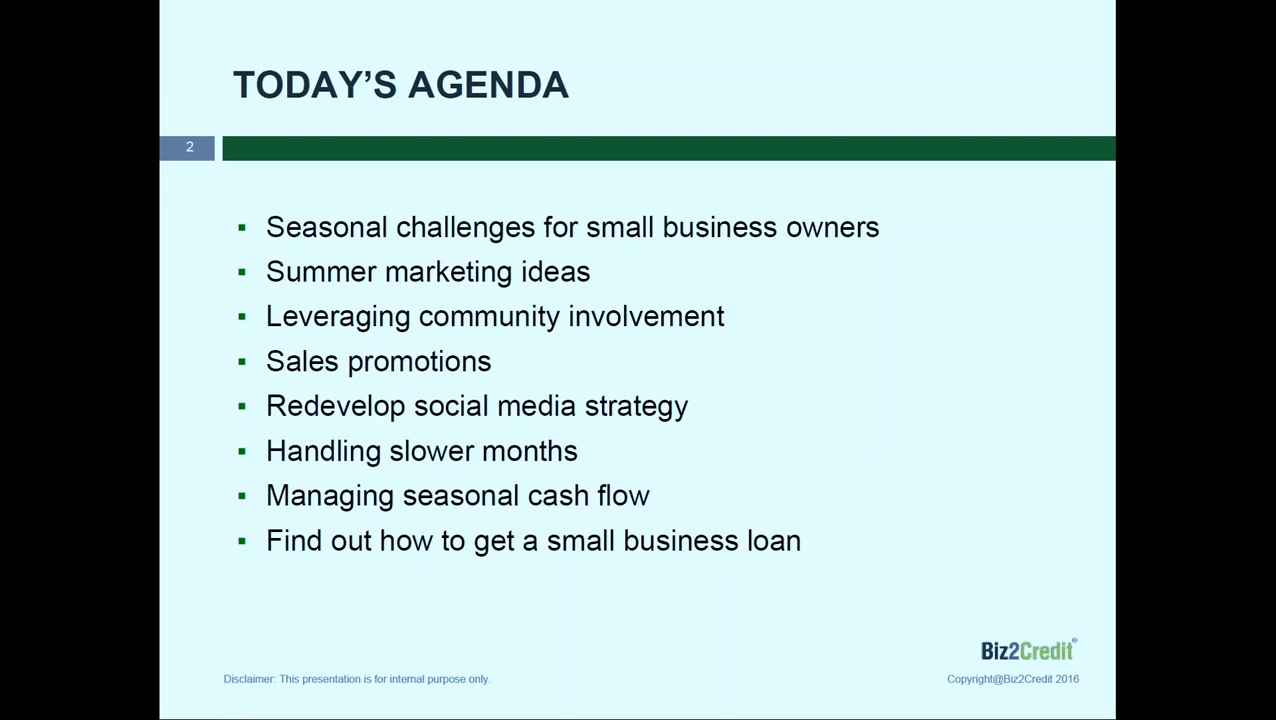 TODAY’S AGENDA
2
Seasonal challenges for small business owners
Summer marketing ideas
Leveraging community involvement
Sales promotions
Redevelop social media strategy
Handling slower months
Managing seasonal cash flow
Find out how to get a small business loan
Biz2Credit
Disclaimer: This presentation is for internal purpose only.
Copyright@Biz2Credit 2016